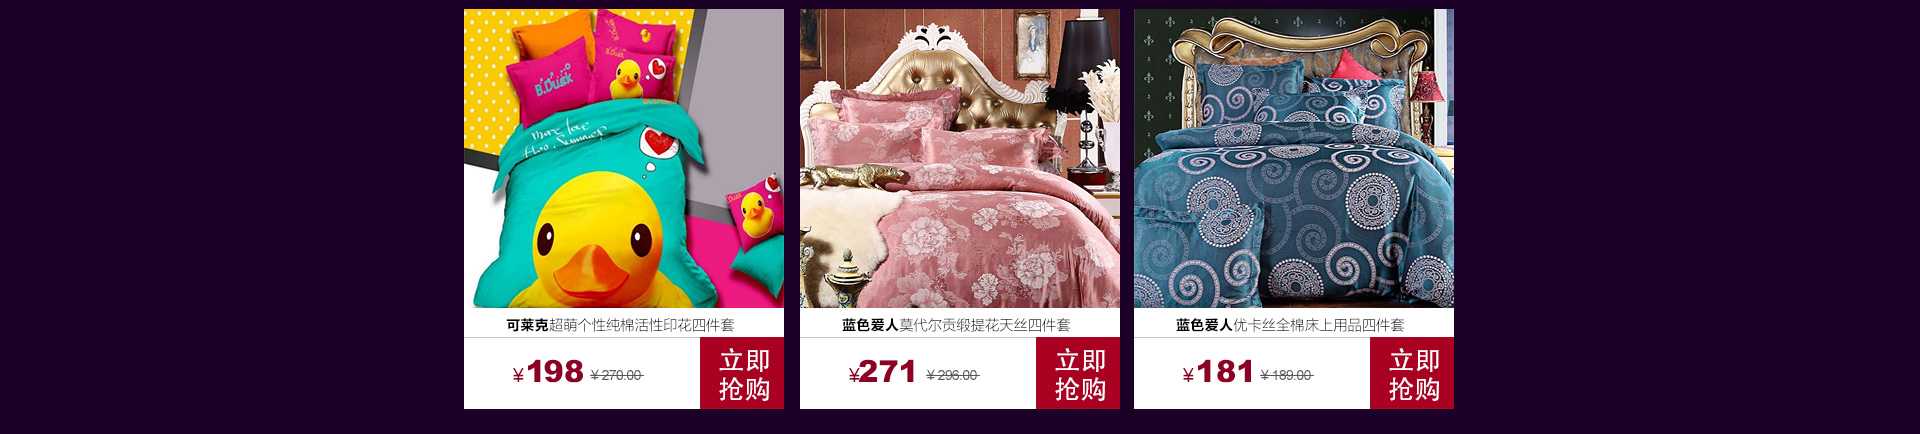 B.Duck
more love
可莱克超萌个性纯棉活性印花四件套
¥198 ¥270.00
立即
抢购
蓝色爱人莫代尔贡缎提花天丝四件套
¥271 ¥296.00
立即
抢购
蓝色爱人优卡丝全棉床上用品四件套
¥181 ¥189.00
立即
抢购